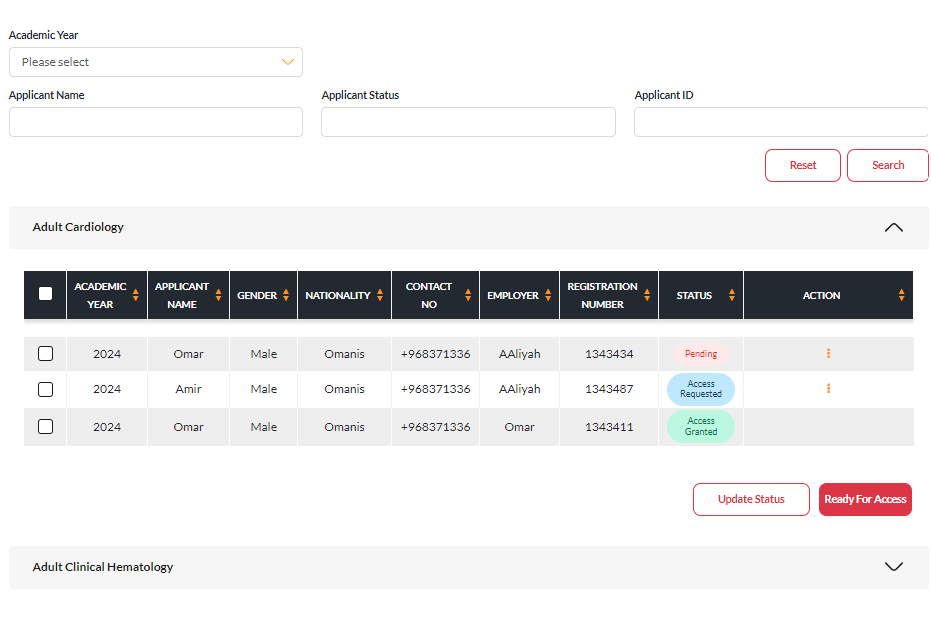 Academic Year
Please select
Applicant Name Applicant Status Applicant ID
Reset Search
Adult Cardiology
ACADEMIC YEAR APPLICANT NAME GENDER NATIONALITY CONTACT NO EMPLOYER REGISTRATION NUMBER STATUS ACTION
2024 Omar Male Omanis +968371336 AAliyah 1343434 Pending
2024 Amir Male Omanis +968371336 AAliyah 1343487 Access Requested
2024 Omar Male Omanis +968371336 Omar 1343411 Access Granted
Update Status Ready For Access
Adult Clinical Hematology